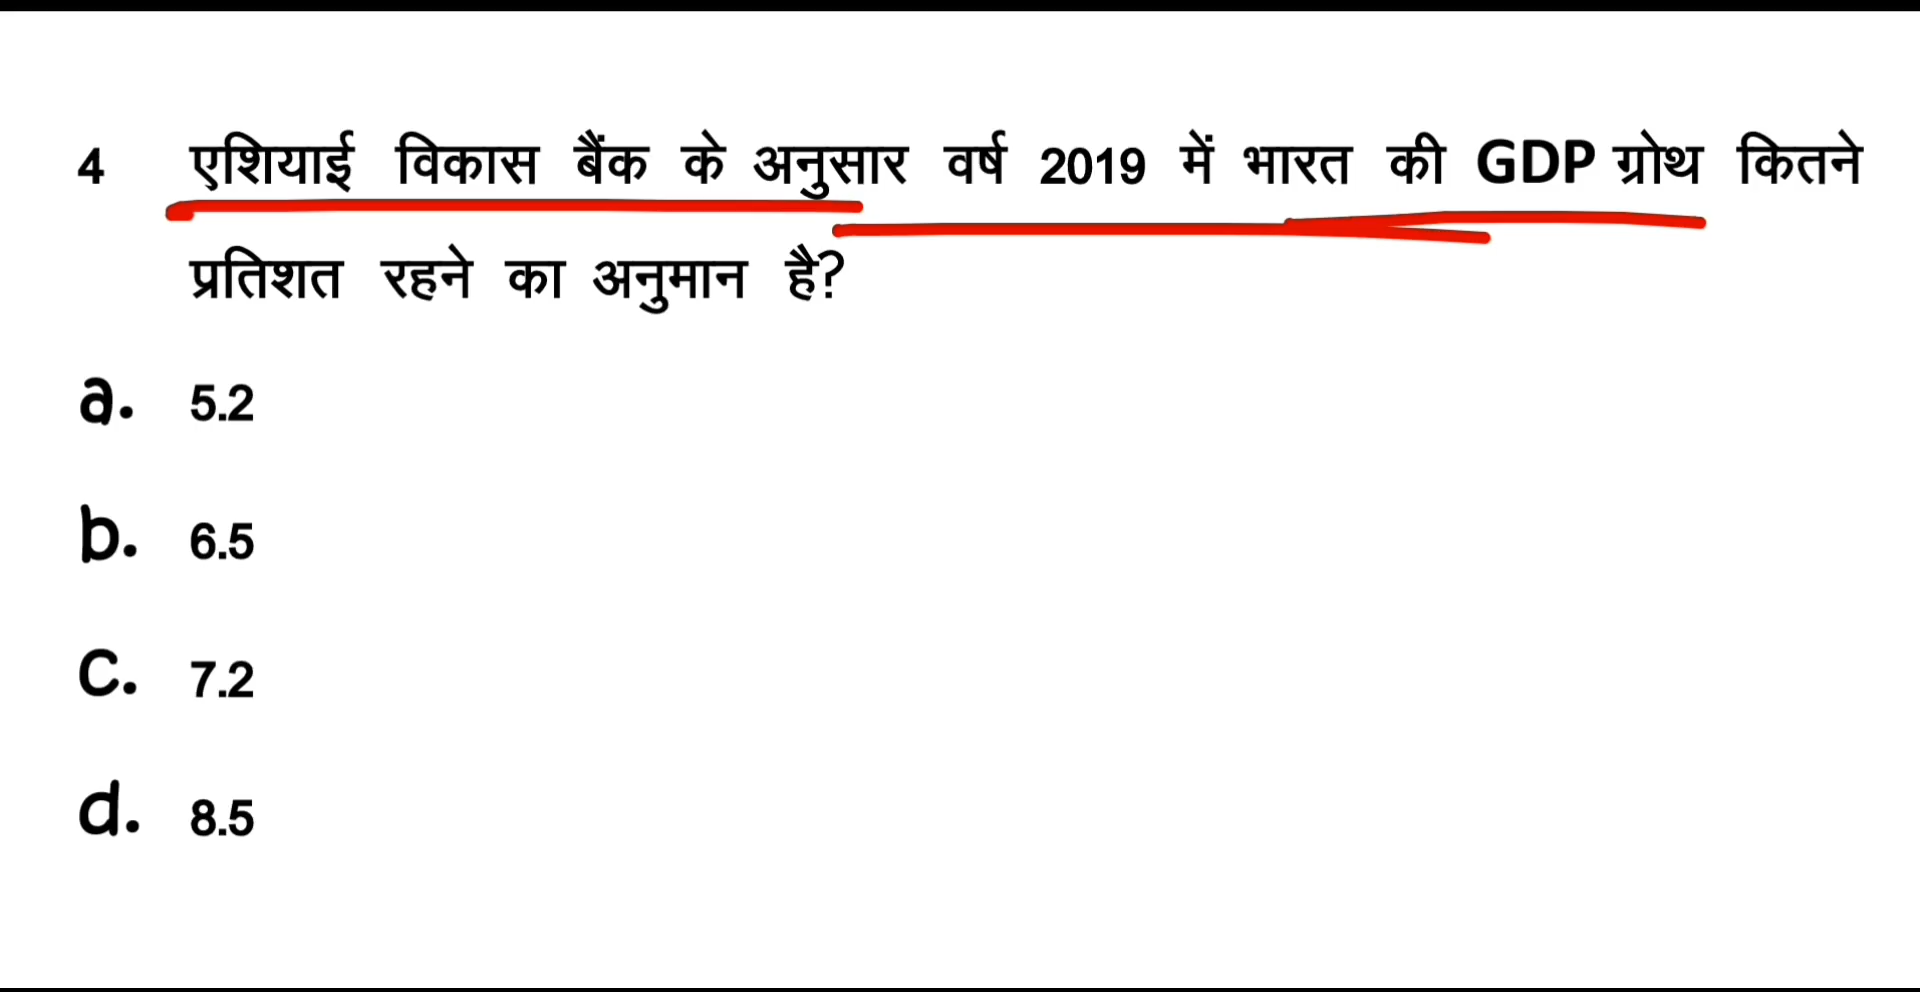 4 एशियाई विकास बैंक के अनुसार वर्ष 2019 में भारत की GDP ग्रोथ कितने
प्रतिशत रहने का अनुमान है?
a. 5.2
b. 6.5
c. 7.2
d. 8.5